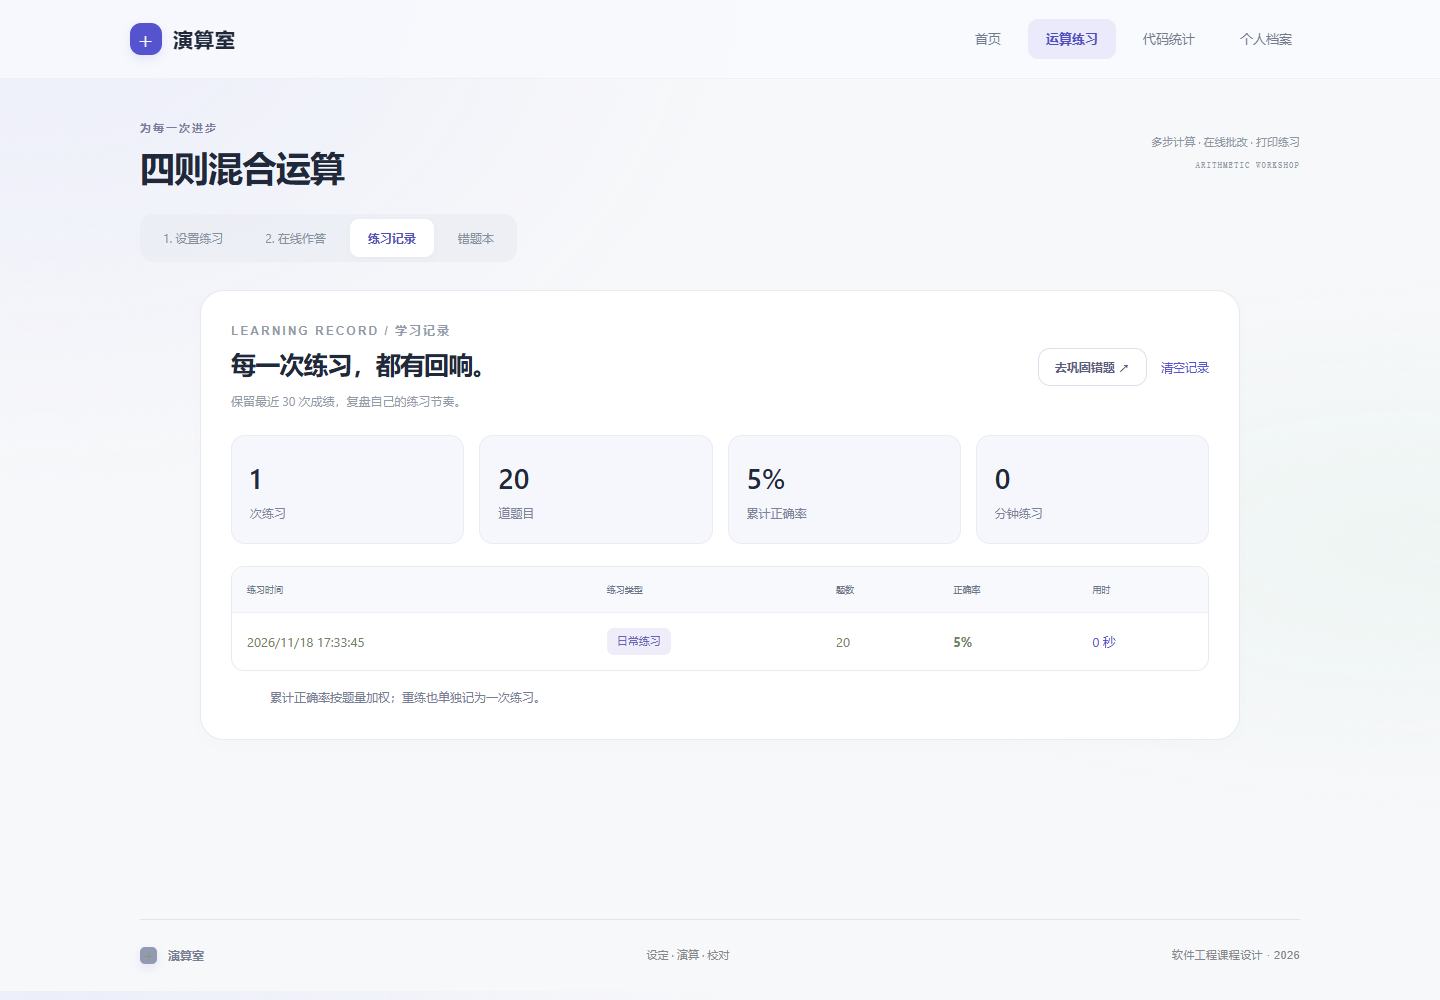 + 演算室
首页 运算练习 代码统计 个人档案
为每一次进步
四则混合运算
多步计算 · 在线批改 · 打印练习
ARITHMETIC WORKSHOP
1. 设置练习 2. 在线作答 练习记录 错题本
LEARNING RECORD / 学习记录
每一次练习，都有回响。
保留最近 30 次成绩，复盘自己的练习节奏。
去巩固错题 ↗ 清空记录
1
次练习
20
道题目
5%
累计正确率
0
分钟练习
练习时间 练习类型 题数 正确率 用时
2026/11/18 17:33:45 日常练习 20 5% 0 秒
累计正确率按题量加权；重练也单独记为一次练习。
+ 演算室
设定 · 演算 · 校对
软件工程课程设计 · 2026